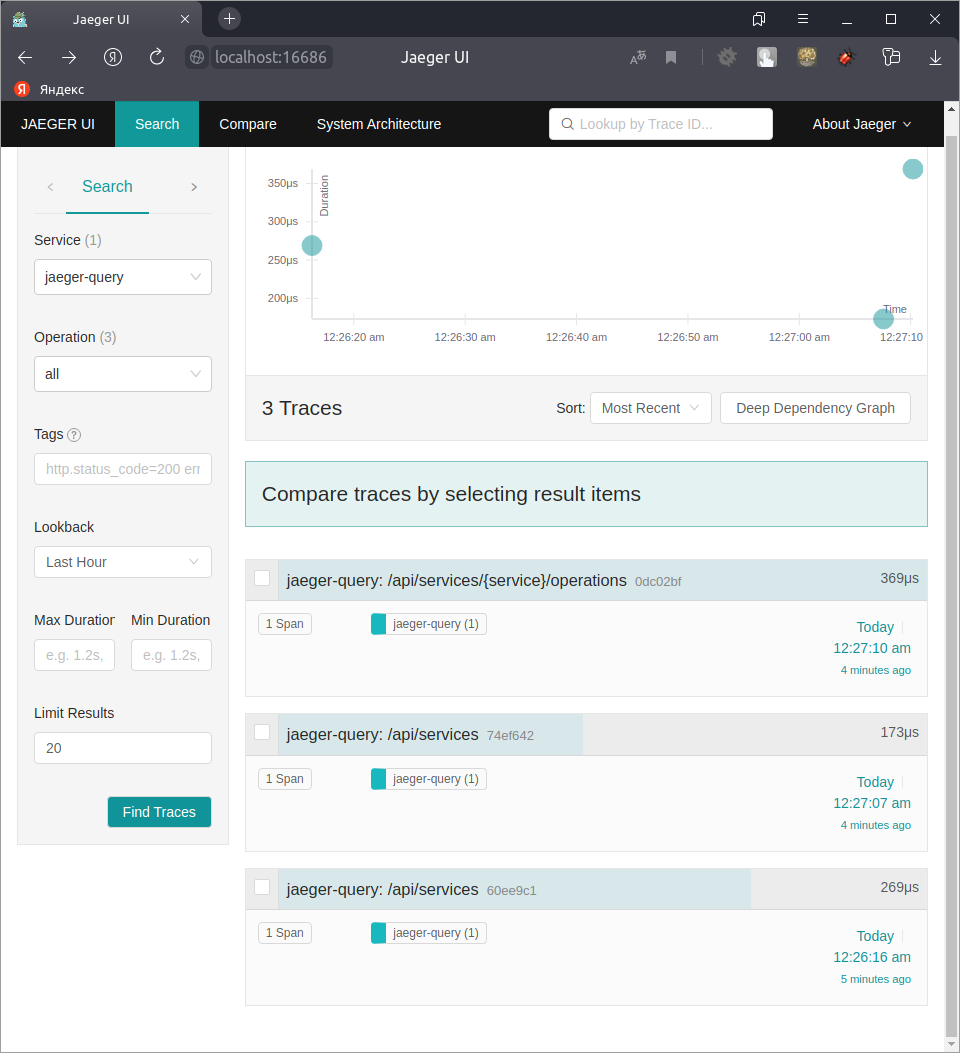 Jaeger UI
localhost:16686
Jaeger UI
Яндекс
JAEGER UI
Search
Compare
System Architecture
Lookup by Trace ID...
About Jaeger
Search
Service (1)
jaeger-query
Operation (3)
all
Tags
http.status_code=200 err
Lookback
Last Hour
Max Duration
Min Duration
e.g. 1.2s,
e.g. 1.2s,
Limit Results
20
Find Traces
Duration
350μs
300μs
250μs
200μs
Time
12:26:20 am
12:26:30 am
12:26:40 am
12:26:50 am
12:27:00 am
12:27:10
3 Traces
Sort:
Most Recent
Deep Dependency Graph
Compare traces by selecting result items
jaeger-query: /api/services/{service}/operations 0dc02bf
369μs
1 Span
jaeger-query (1)
Today
12:27:10 am
4 minutes ago
jaeger-query: /api/services 74ef642
173μs
1 Span
jaeger-query (1)
Today
12:27:07 am
4 minutes ago
jaeger-query: /api/services 60ee9c1
269μs
1 Span
jaeger-query (1)
Today
12:26:16 am
5 minutes ago